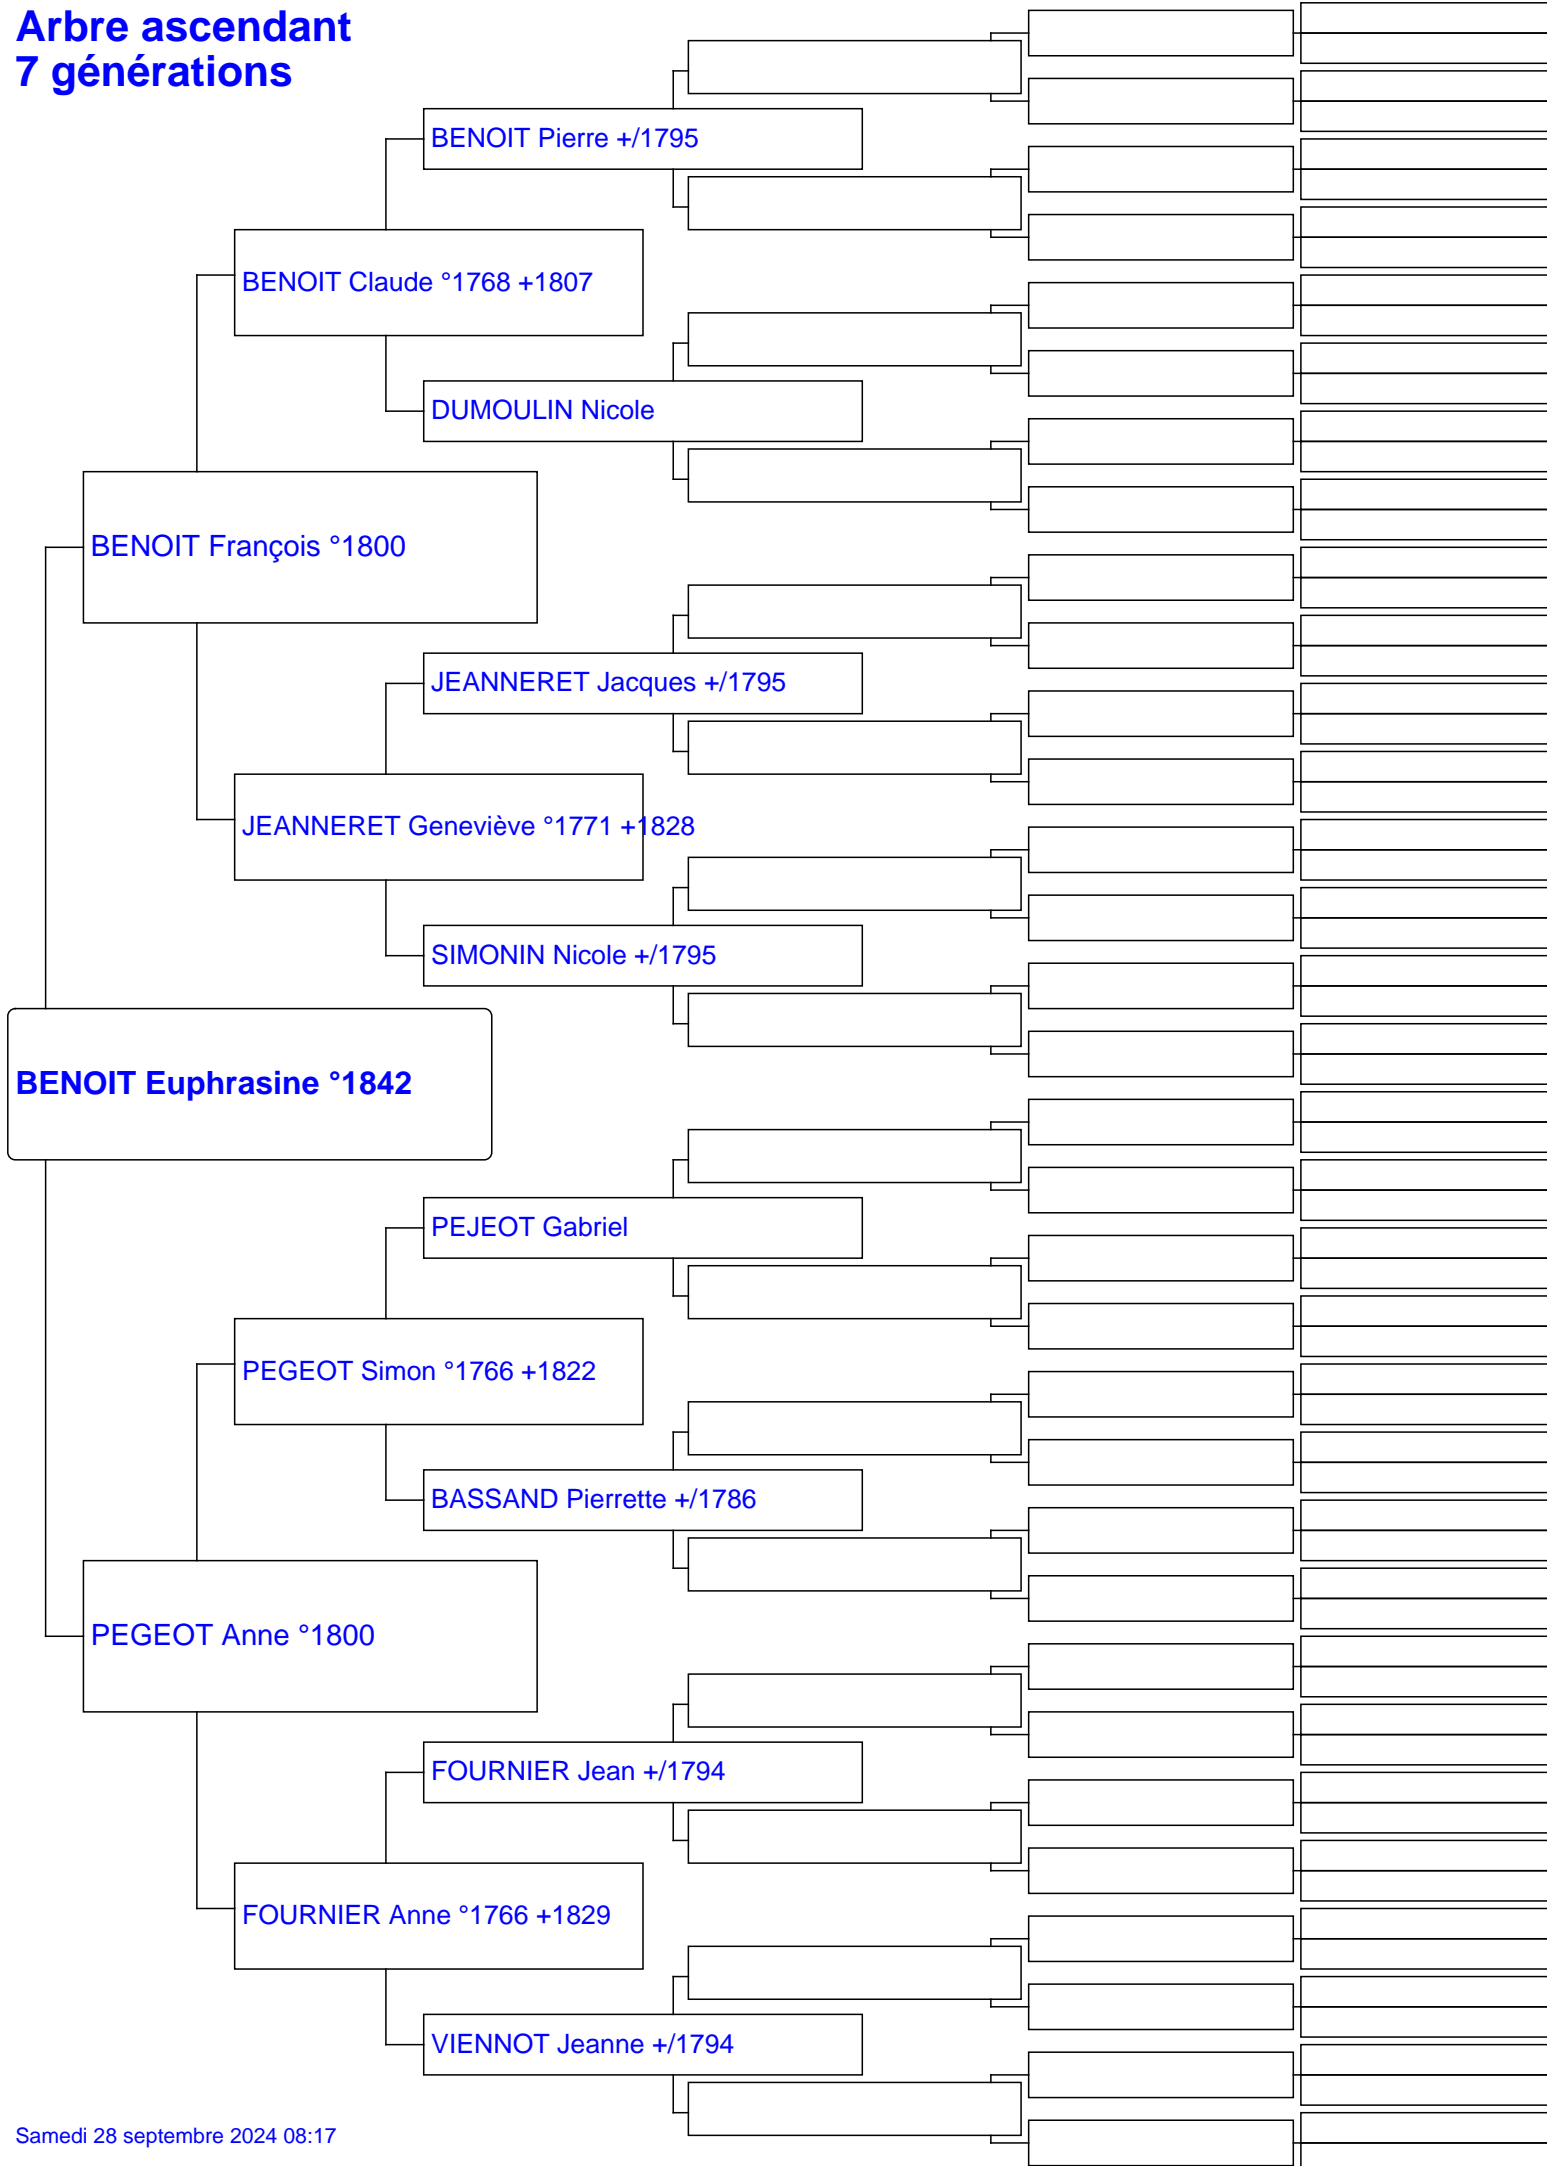 Arbre ascendant
7 générations
BENOIT Pierre +/1795
BENOIT Claude °1768 +1807
DUMOULIN Nicole
BENOIT François °1800
JEANNERET Jacques +/1795
JEANNERET Geneviève °1771 +1828
SIMONIN Nicole +/1795
BENOIT Euphrasine °1842
PEJEOT Gabriel
PEGEOT Simon °1766 +1822
BASSAND Pierrette +/1786
PEGEOT Anne °1800
FOURNIER Jean +/1794
FOURNIER Anne °1766 +1829
VIENNOT Jeanne +/1794
Samedi 28 septembre 2024 08:17